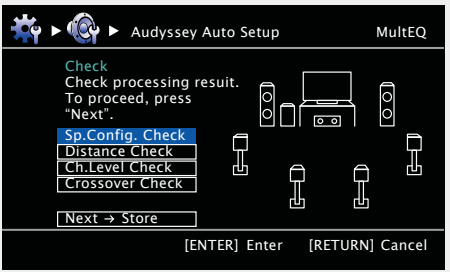 Audyssey Auto Setup MultEQ
Check
Check processing resuit.
To proceed, press
“Next”.
Sp.Config. Check
Distance Check
Ch.Level Check
Crossover Check
Next → Store
[ENTER] Enter [RETURN] Cancel